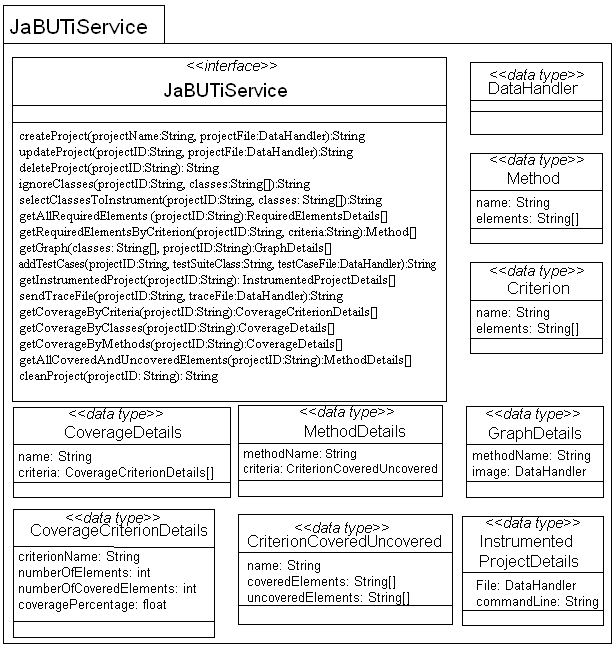 JaBUTiService
<<interface>>
JaBUTiService
createProject(projectName:String, projectFile:DataHandler):String
updateProject(projectID:String, projectFile:DataHandler):String
deleteProject(projectID:String): String
ignoreClasses(projectID:String, classes:String[]):String
selectClassesToInstrument(projectID:String, classes: String[]):String
getAllRequiredElements (projectID:String):RequiredElementsDetails[]
getRequiredElementsByCriterion(projectID:String, criteria:String):Method[]
getGraph(classes: String[], projectID:String):GraphDetails[]
addTestCases(projectID:String, testSuiteClass:String, testCaseFile:DataHandler):String
getInstrumentedProject(projectID:String): InstrumentedProjectDetails[]
sendTraceFile(projectID:String, traceFile:DataHandler):String
getCoverageByCriteria(projectID:String):CoverageCriterionDetails[]
getCoverageByClasses(projectID:String):CoverageDetails[]
getCoverageByMethods(projectID:String):CoverageDetails[]
getAllCoveredAndUncoveredElements(projectID:String):MethodDetails[]
cleanProject(projectID: String): String
<<data type>>
DataHandler
<<data type>>
Method
name: String
elements: String[]
<<data type>>
Criterion
name: String
elements: String[]
<<data type>>
CoverageDetails
name: String
criteria: CoverageCriterionDetails[]
<<data type>>
MethodDetails
methodName: String
criteria: CriterionCoveredUncovered
<<data type>>
GraphDetails
methodName: String
image: DataHandler
<<data type>>
CoverageCriterionDetails
criterionName: String
numberOfElements: int
numberOfCoveredElements: int
coveragePercentage: float
<<data type>>
CriterionCoveredUncovered
name: String
coveredElements: String[]
uncoveredElements: String[]
<<data type>>
Instrumented
ProjectDetails
File: DataHandler
commandLine: String